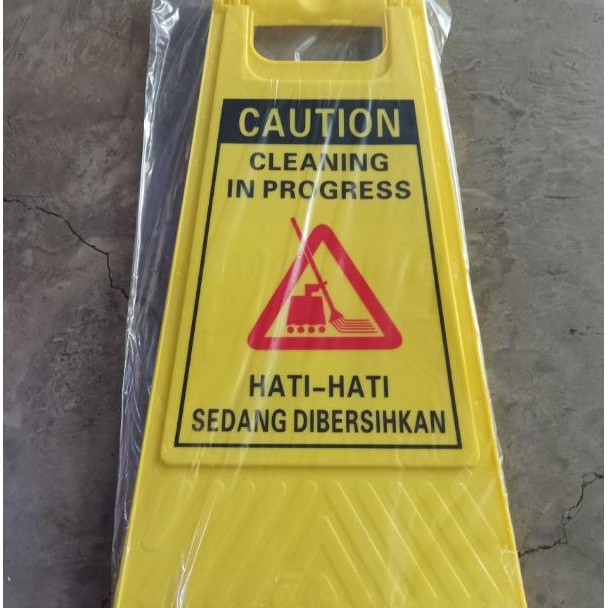 CAUTION
CLEANING
IN PROGRESS
HATI-HATI
SEDANG DIBERSIHKAN